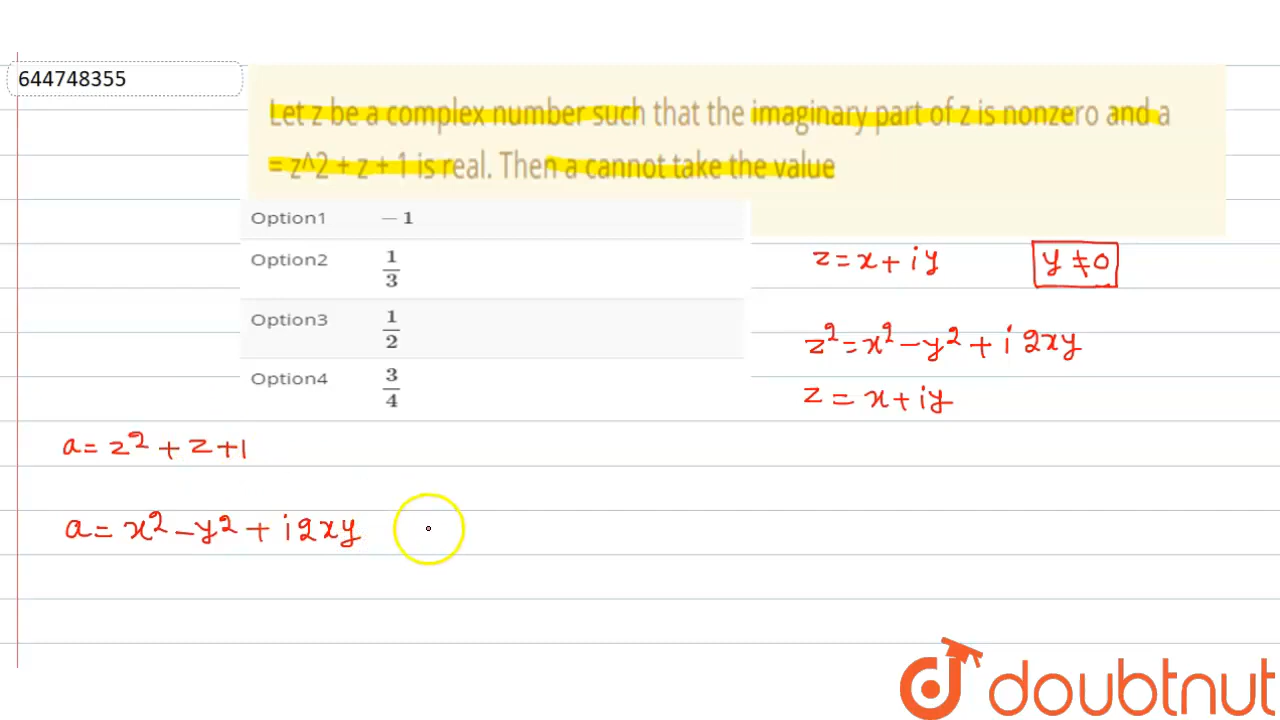 644748355
Let z be a complex number such that the imaginary part of z is nonzero and a
= z^2 + z + 1 is real. Then a cannot take the value
Option1 − 1
Option2 1/3
Option3 1/2
Option4 3/4
z = x + iy y ≠ 0
z² = x² − y² + i 2xy
z = x + iy
a = z² + z + 1
a = x² − y² + i2xy
doubtnut